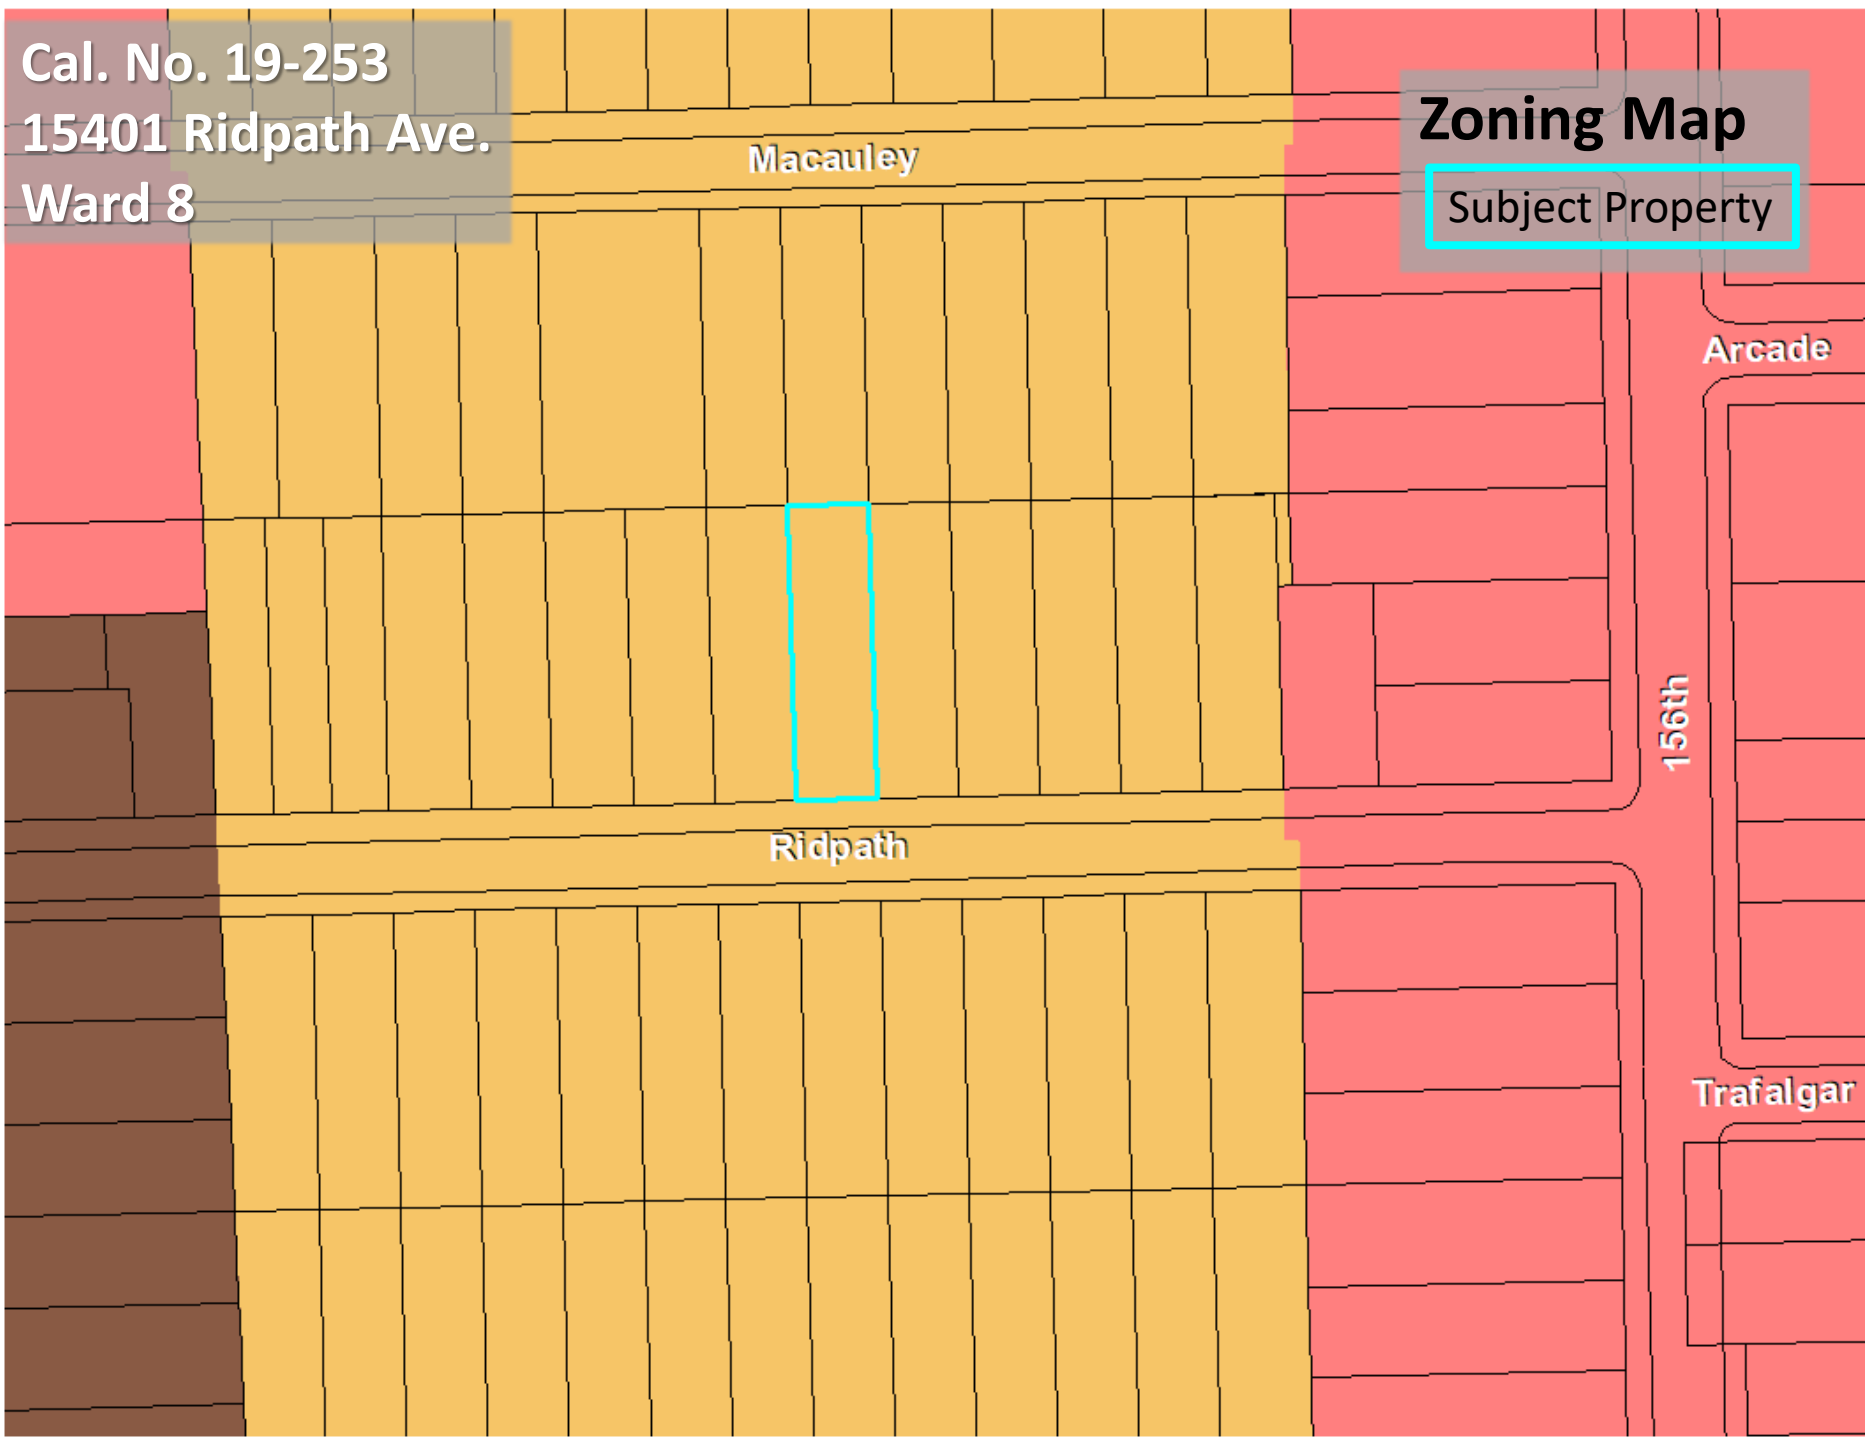 Cal. No. 19-253
15401 Ridpath Ave.
Ward 8
Zoning Map
Subject Property
Macauley
Arcade
156th
Ridpath
Trafalgar